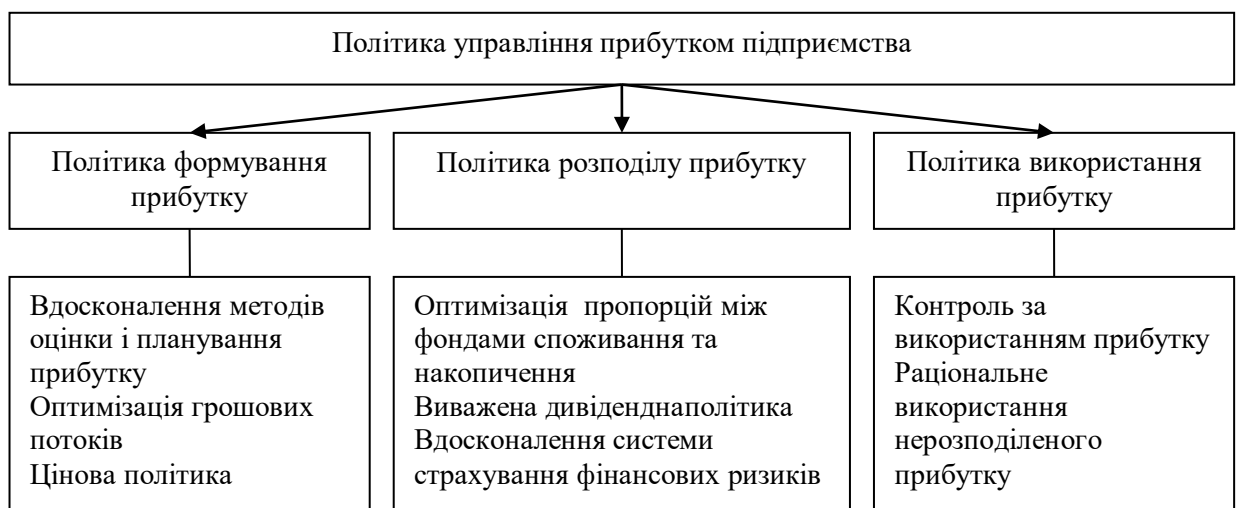 Політика управління прибутком підприємства
Політика формування
прибутку
Політика розподілу прибутку
Політика використання
прибутку
Вдосконалення методів
оцінки і планування
прибутку
Оптимізація грошових
потоків
Цінова політика
Оптимізація  пропорцій між
фондами споживання та
накопичення
Виважена дивіденднаполітика
Вдосконалення системи
страхування фінансових ризиків
Контроль за
використанням прибутку
Раціональне
використання
нерозподіленого
прибутку